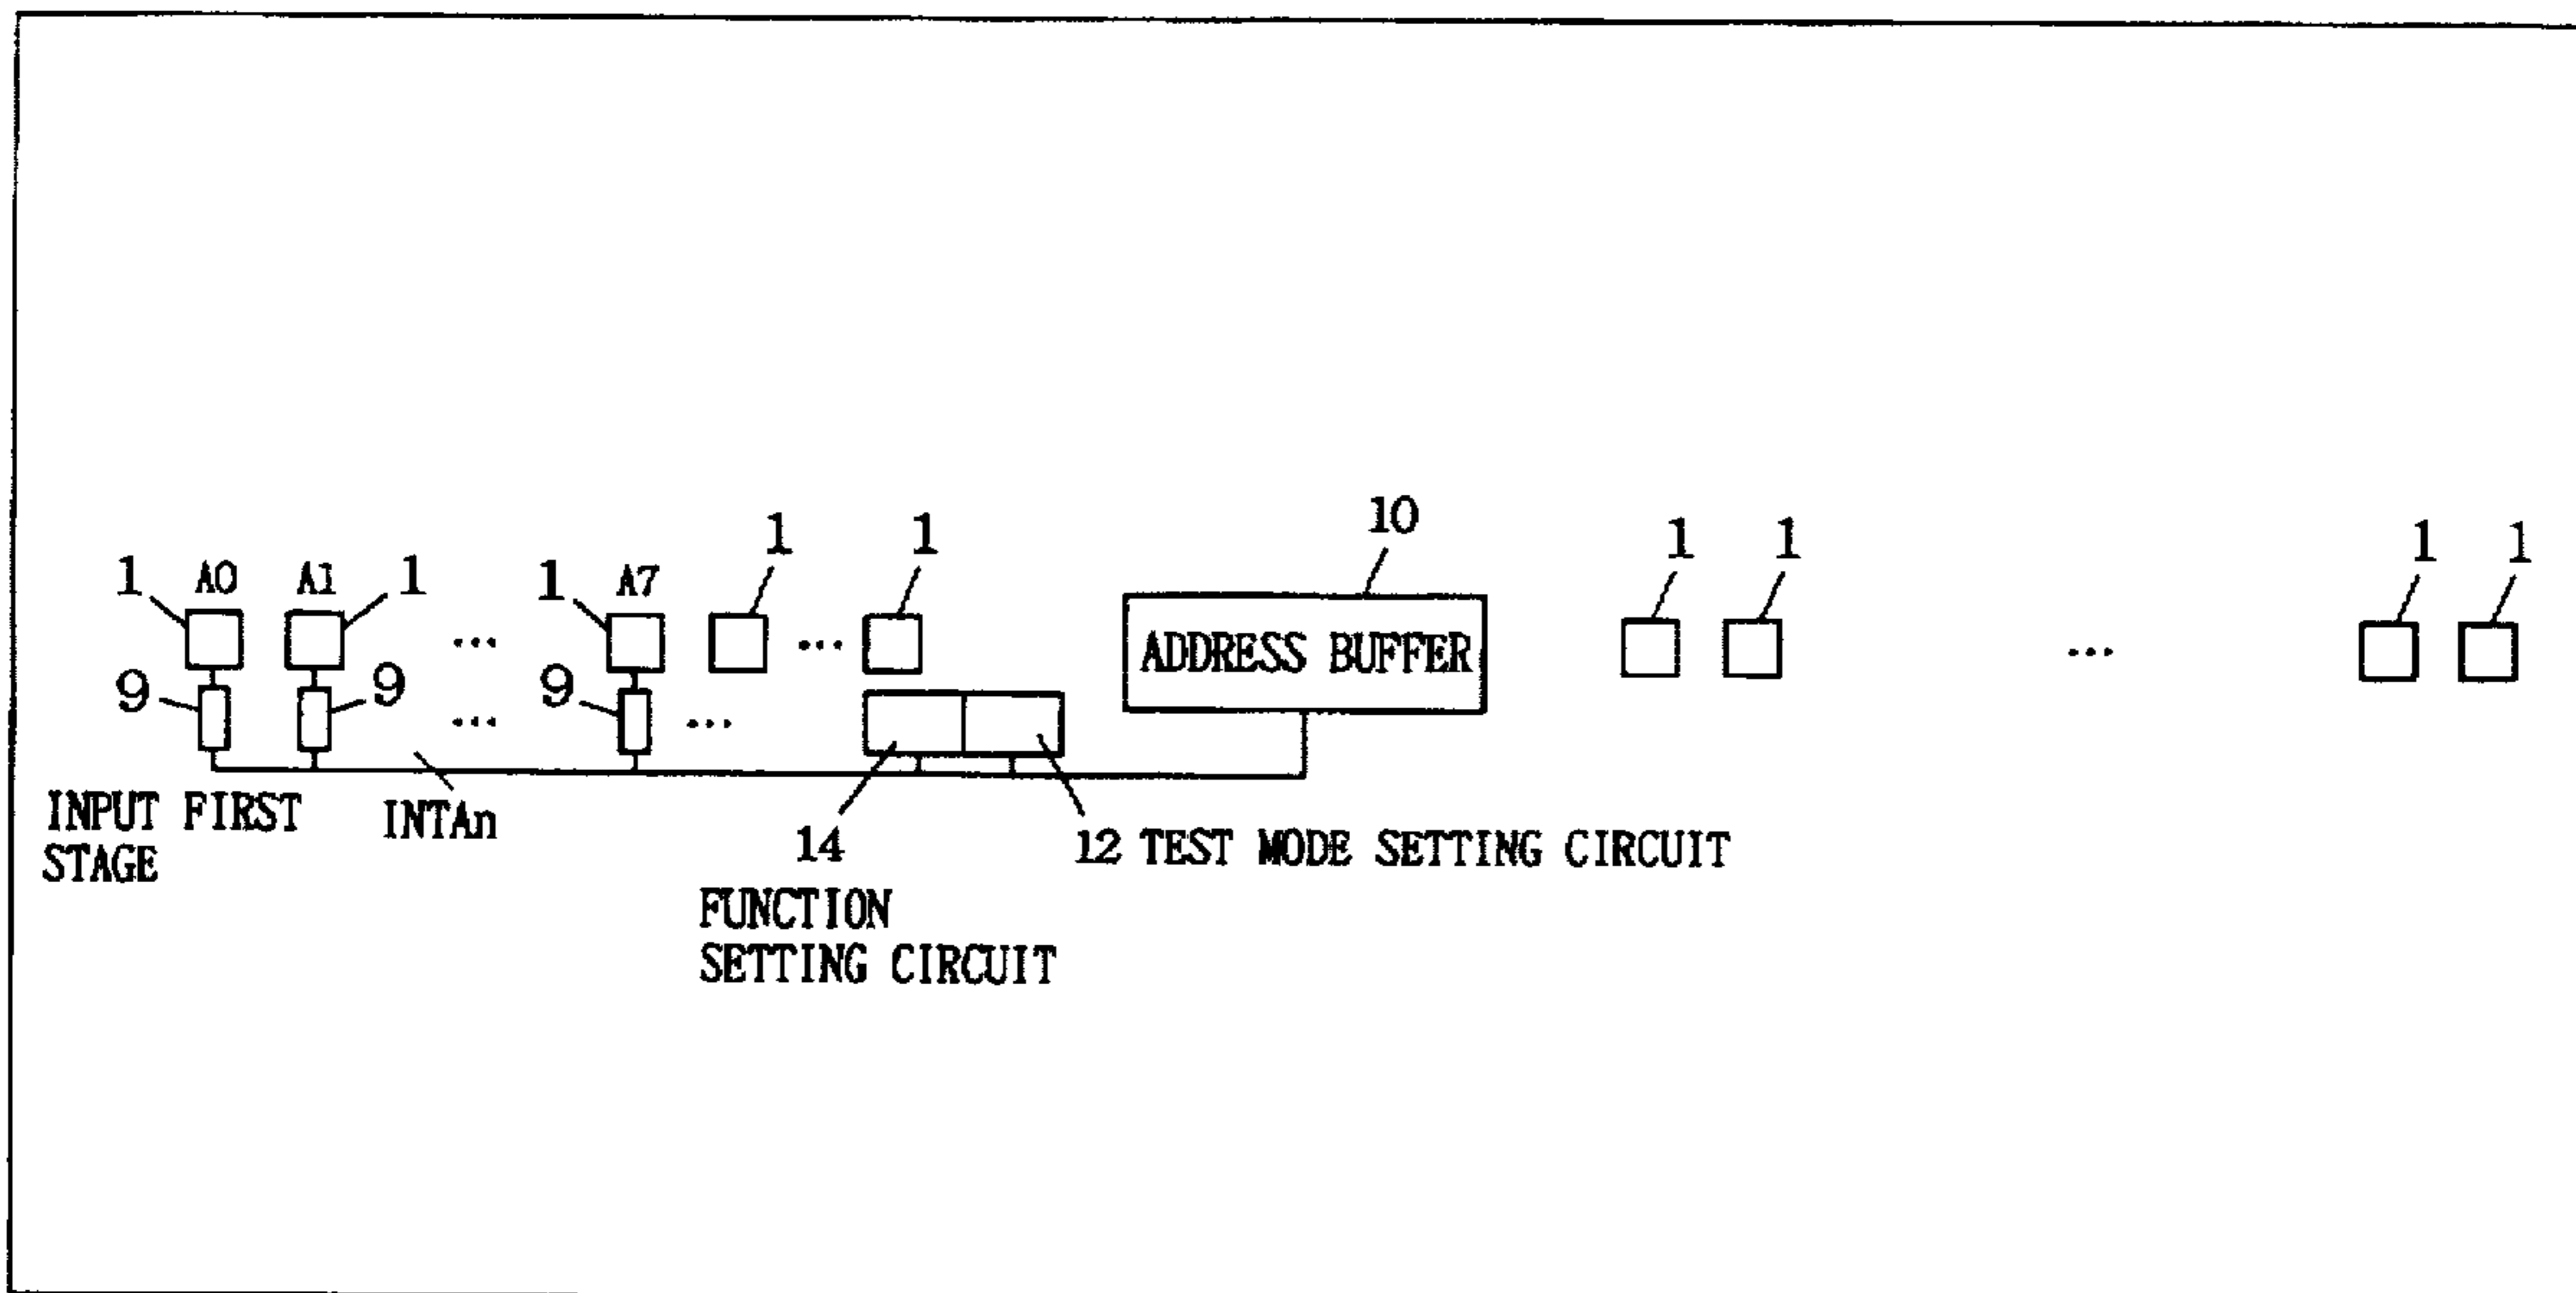 10
1 1 1 1 1 1
1 A0 A1 1 1 A7
ADDRESS BUFFER
... ... ...
9 9 9
... ...
INPUT FIRST
STAGE
INTAn
14
FUNCTION
SETTING CIRCUIT
12 TEST MODE SETTING CIRCUIT